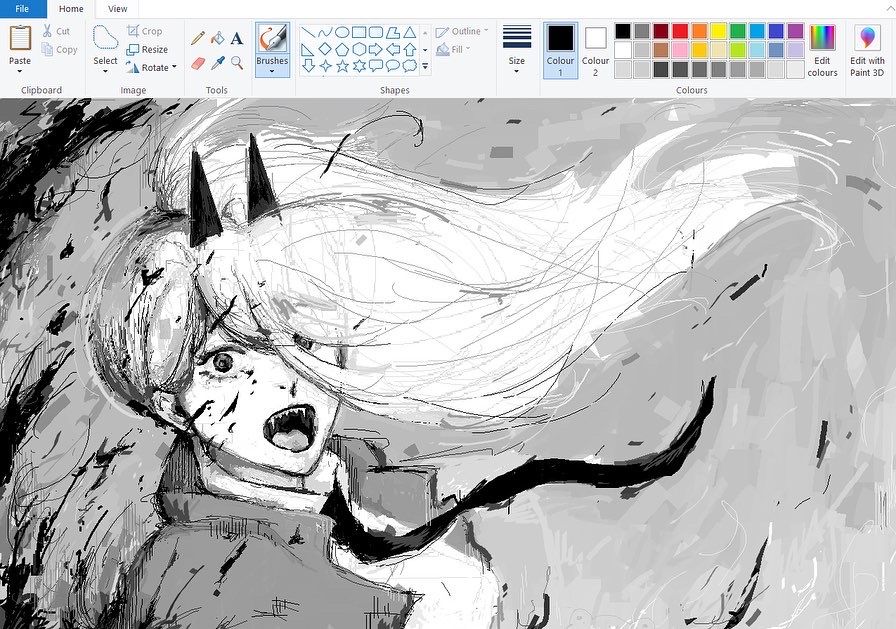 File Home View
Paste
Cut
Copy
Clipboard
Select
Crop
Resize
Rotate
Image
A
Tools
Brushes
Outline
Fill
Shapes
Size
Colour
1
Colour
2
Edit
colours
Colours
Edit with
Paint 3D